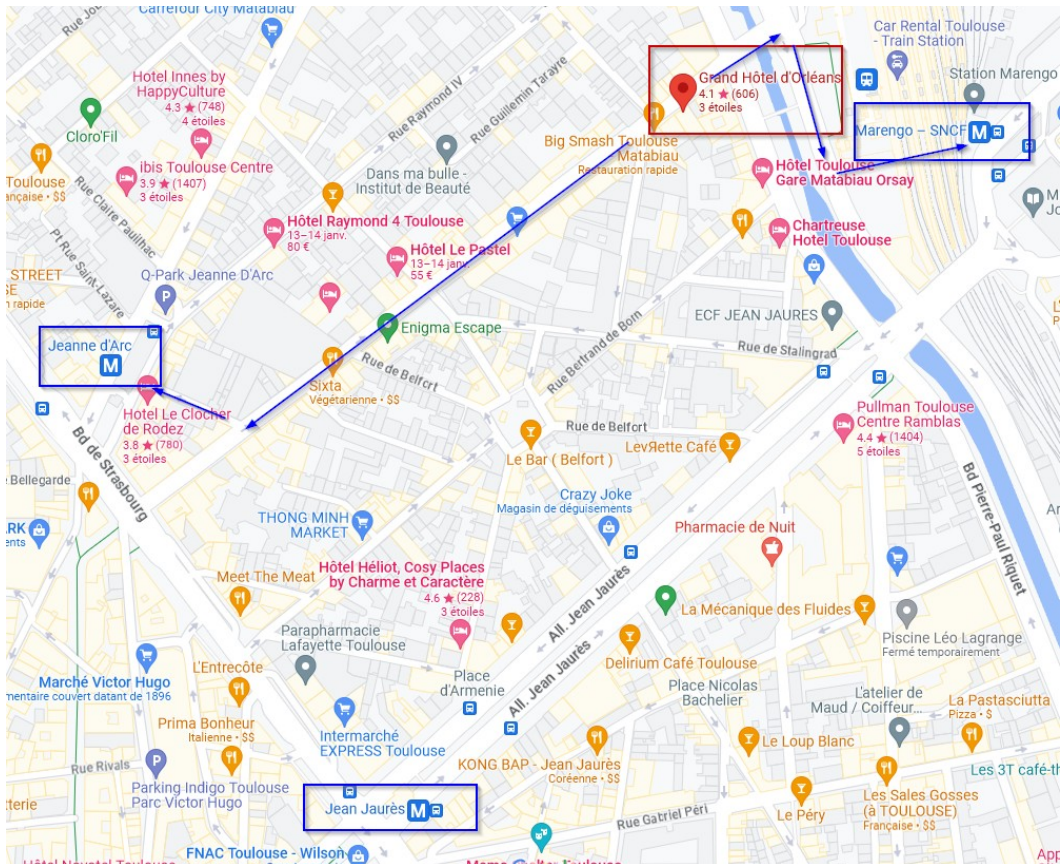 Carrefour City Matabiau
Rue Jou
Car Rental Toulouse
- Train Station
Hotel Innes by
HappyCulture
4.3 ★ (748)
4 étoiles
Rue Raymond IV
Rue Guillemin Tarayre
Grand Hôtel d'Orléans
4.1 ★ (606)
3 étoiles
Station Marengo
Cloro'Fil
Marengo – SNCF
M
Big Smash Toulouse
Matabiau
Restauration rapide
Toulouse
ançaise • $$
ibis Toulouse Centre
3.9 ★ (1407)
3 étoiles
Dans ma bulle -
Institut de Beauté
Hôtel Toulouse
Gare Matabiau Orsay
Rue Claire Pauilhac
Hôtel Raymond 4 Toulouse
13–14 janv.
80 €
Chartreuse
Hotel Toulouse
Pl Rue Saint-Lazare
Hôtel Le Pastel
13–14 janv.
55 €
STREET
n rapide
Q-Park Jeanne D'Arc
P
ECF JEAN JAURES
Enigma Escape
Rue Bertrand de Born
Rue de Stalingrad
Jeanne d'Arc
M
Rue de Belfort
Sixta
Végétarienne • $$
Hotel Le Clocher
de Rodez
3.8 ★ (780)
3 étoiles
Pullman Toulouse
Centre Ramblas
4.4 ★ (1404)
5 étoiles
Rue de Belfort
LevЯette Café
Le Bar ( Belfort )
Bd de Strasbourg
Bellegarde
Crazy Joke
Magasin de déguisements
Bd Pierre-Paul Riquet
THONG MINH
MARKET
Pharmacie de Nuit
ARK
ents
Hôtel Héliot, Cosy Places
by Charme et Caractère
4.6 ★ (228)
3 étoiles
Meet The Meat
All. Jean Jaurès
La Mécanique des Fluides
Piscine Léo Lagrange
Fermé temporairement
Parapharmacie
Lafayette Toulouse
Delirium Café Toulouse
L'Entrecôte
Place
d'Armenie
All. Jean Jaurès
Place Nicolas
Bachelier
Marché Victor Hugo
mentaire couvert datant de 1896
L'atelier de
Maud / Coiffeur...
La Pastasciutta
Pizza • $
Prima Bonheur
Italienne • $$
Intermarché
EXPRESS Toulouse
Le Loup Blanc
Rue Rivals
P
KONG BAP - Jean Jaurès
Coréenne • $$
Les 3T café-th
Parking Indigo Toulouse
Parc Victor Hugo
Jean Jaurès
M
Rue Gabriel Péri
Le Péry
Les Sales Gosses
(à TOULOUSE)
Française • $$
FNAC Toulouse - Wilson